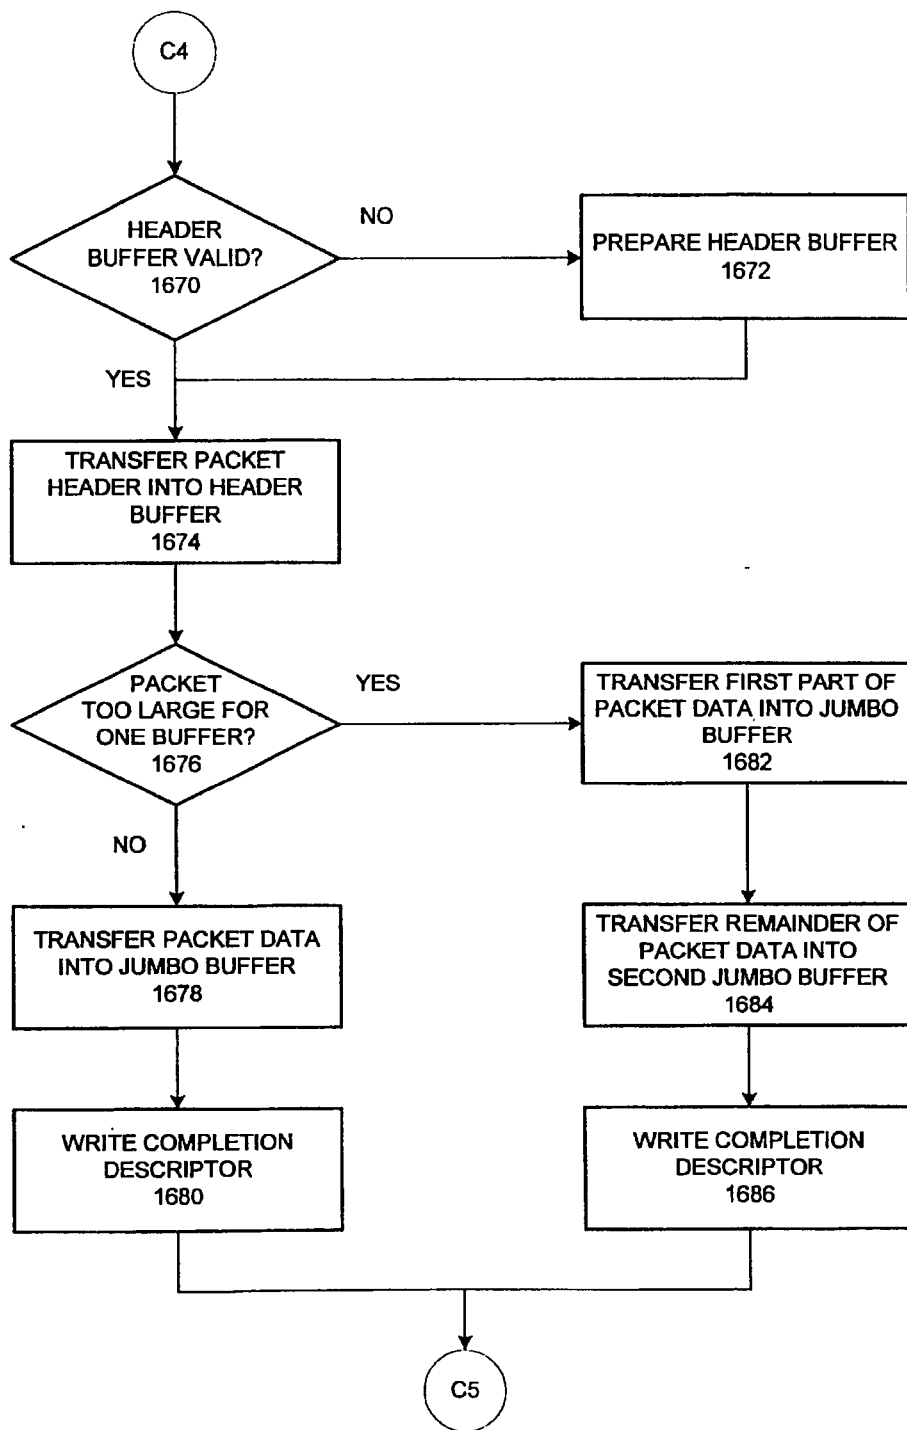 C4
HEADER
BUFFER VALID?
1670
NO
PREPARE HEADER BUFFER
1672
YES
TRANSFER PACKET
HEADER INTO HEADER
BUFFER
1674
PACKET
TOO LARGE FOR
ONE BUFFER?
1676
YES
TRANSFER FIRST PART OF
PACKET DATA INTO JUMBO
BUFFER
1682
NO
TRANSFER PACKET DATA
INTO JUMBO BUFFER
1678
TRANSFER REMAINDER OF
PACKET DATA INTO
SECOND JUMBO BUFFER
1684
WRITE COMPLETION
DESCRIPTOR
1680
WRITE COMPLETION
DESCRIPTOR
1686
C5